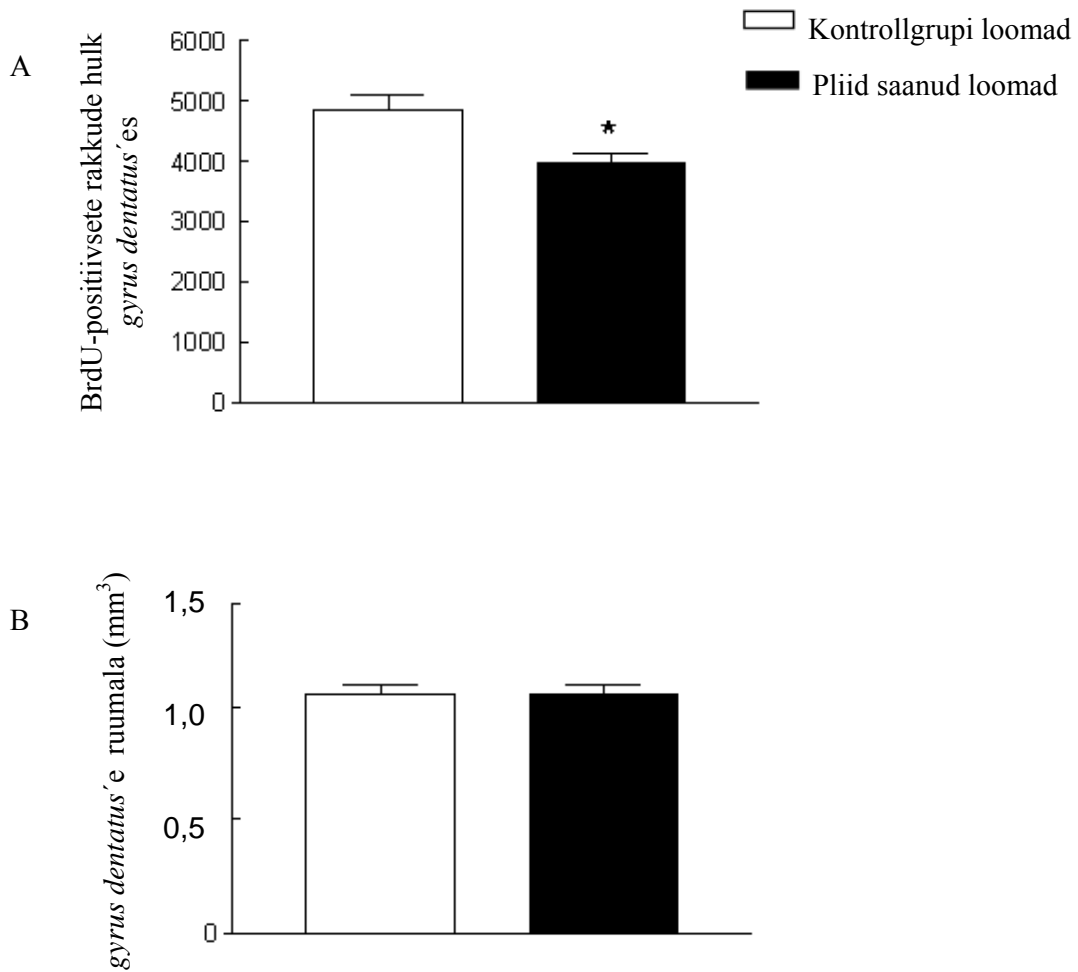 Kontrollgrupi loomad
Pliid saanud loomad
A
BrdU-positiivsete rakkude hulk
gyrus dentatus´es
6000
5000
4000
3000
2000
1000
0
*
B
gyrus dentatus´e ruumala (mm³)
1,5
1,0
0,5
0